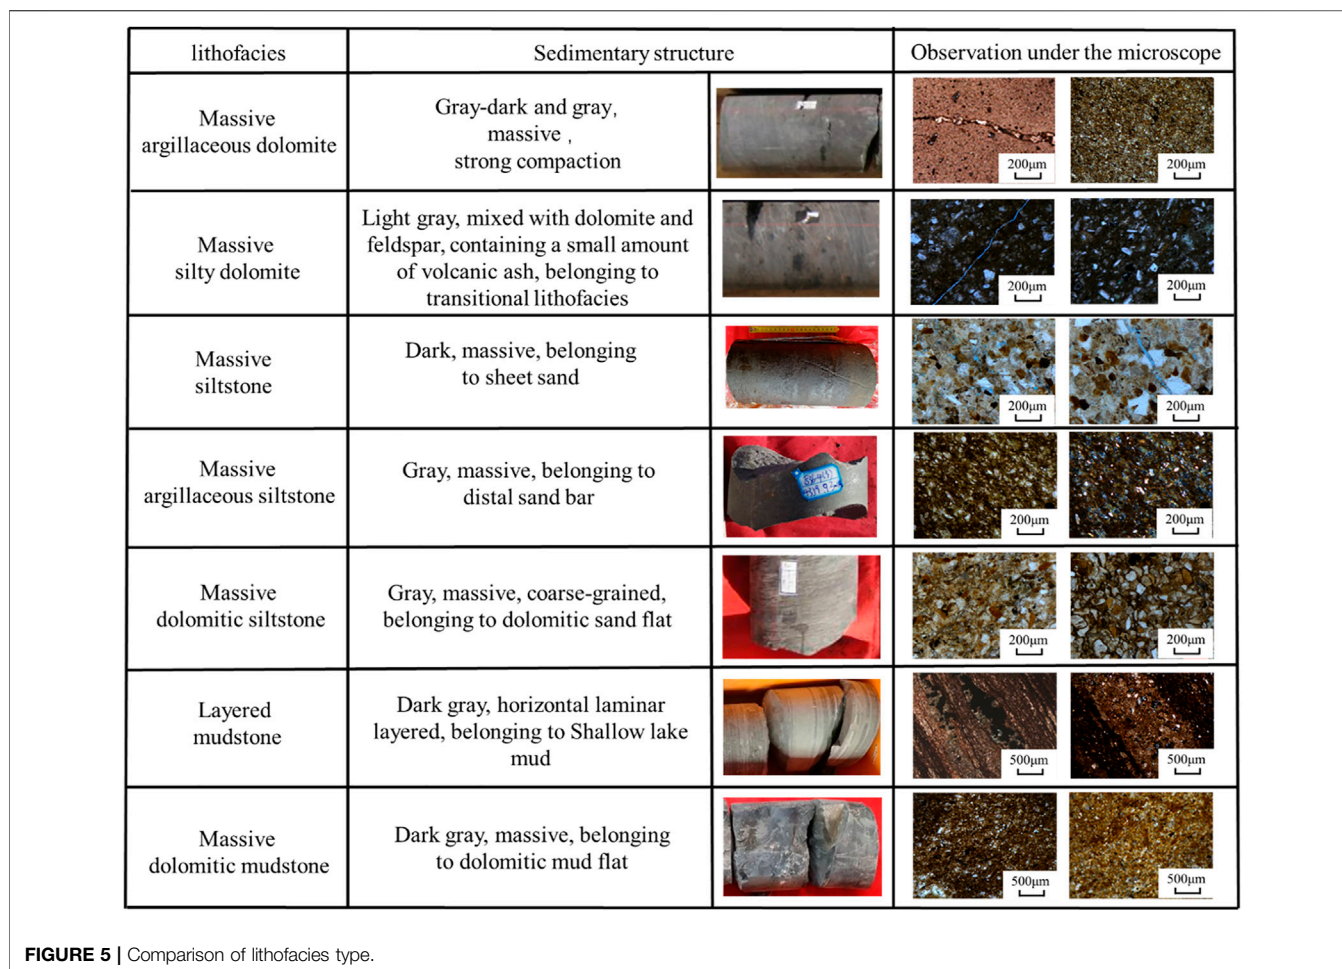 lithofacies
Sedimentary structure
Observation under the microscope
Massive
argillaceous dolomite
Gray-dark and gray,
massive ,
strong compaction
200μm
200μm
Massive
silty dolomite
Light gray, mixed with dolomite and
feldspar, containing a small amount
of volcanic ash, belonging to
transitional lithofacies
200μm
200μm
Massive
siltstone
Dark, massive, belonging
to sheet sand
200μm
200μm
Massive
argillaceous siltstone
Gray, massive, belonging to
distal sand bar
200μm
200μm
Massive
dolomitic siltstone
Gray, massive, coarse-grained,
belonging to dolomitic sand flat
200μm
200μm
Layered
mudstone
Dark gray, horizontal laminar
layered, belonging to Shallow lake
mud
500μm
500μm
Massive
dolomitic mudstone
Dark gray, massive, belonging
to dolomitic mud flat
500μm
500μm
FIGURE 5 | Comparison of lithofacies type.